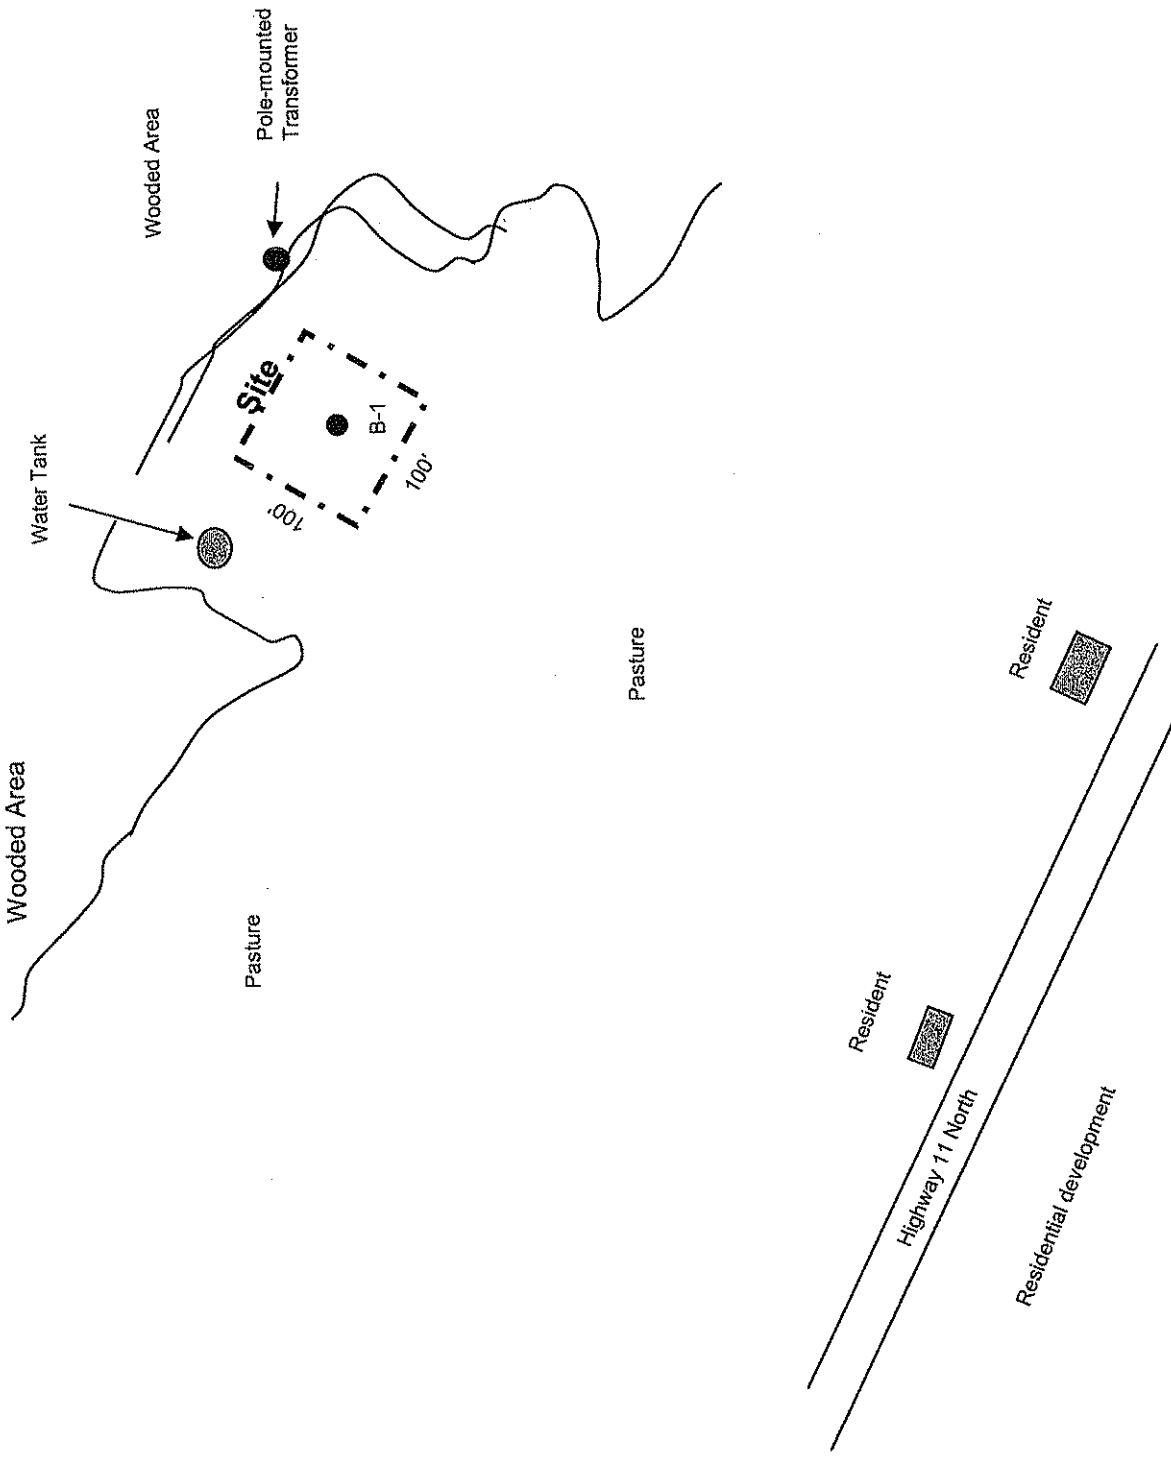 Wooded Area
Pasture
Water Tank
Wooded Area
Pole-mounted
Transformer
Site
B-1
100'
100'
Pasture
Resident
Resident
Highway 11 North
Residential development